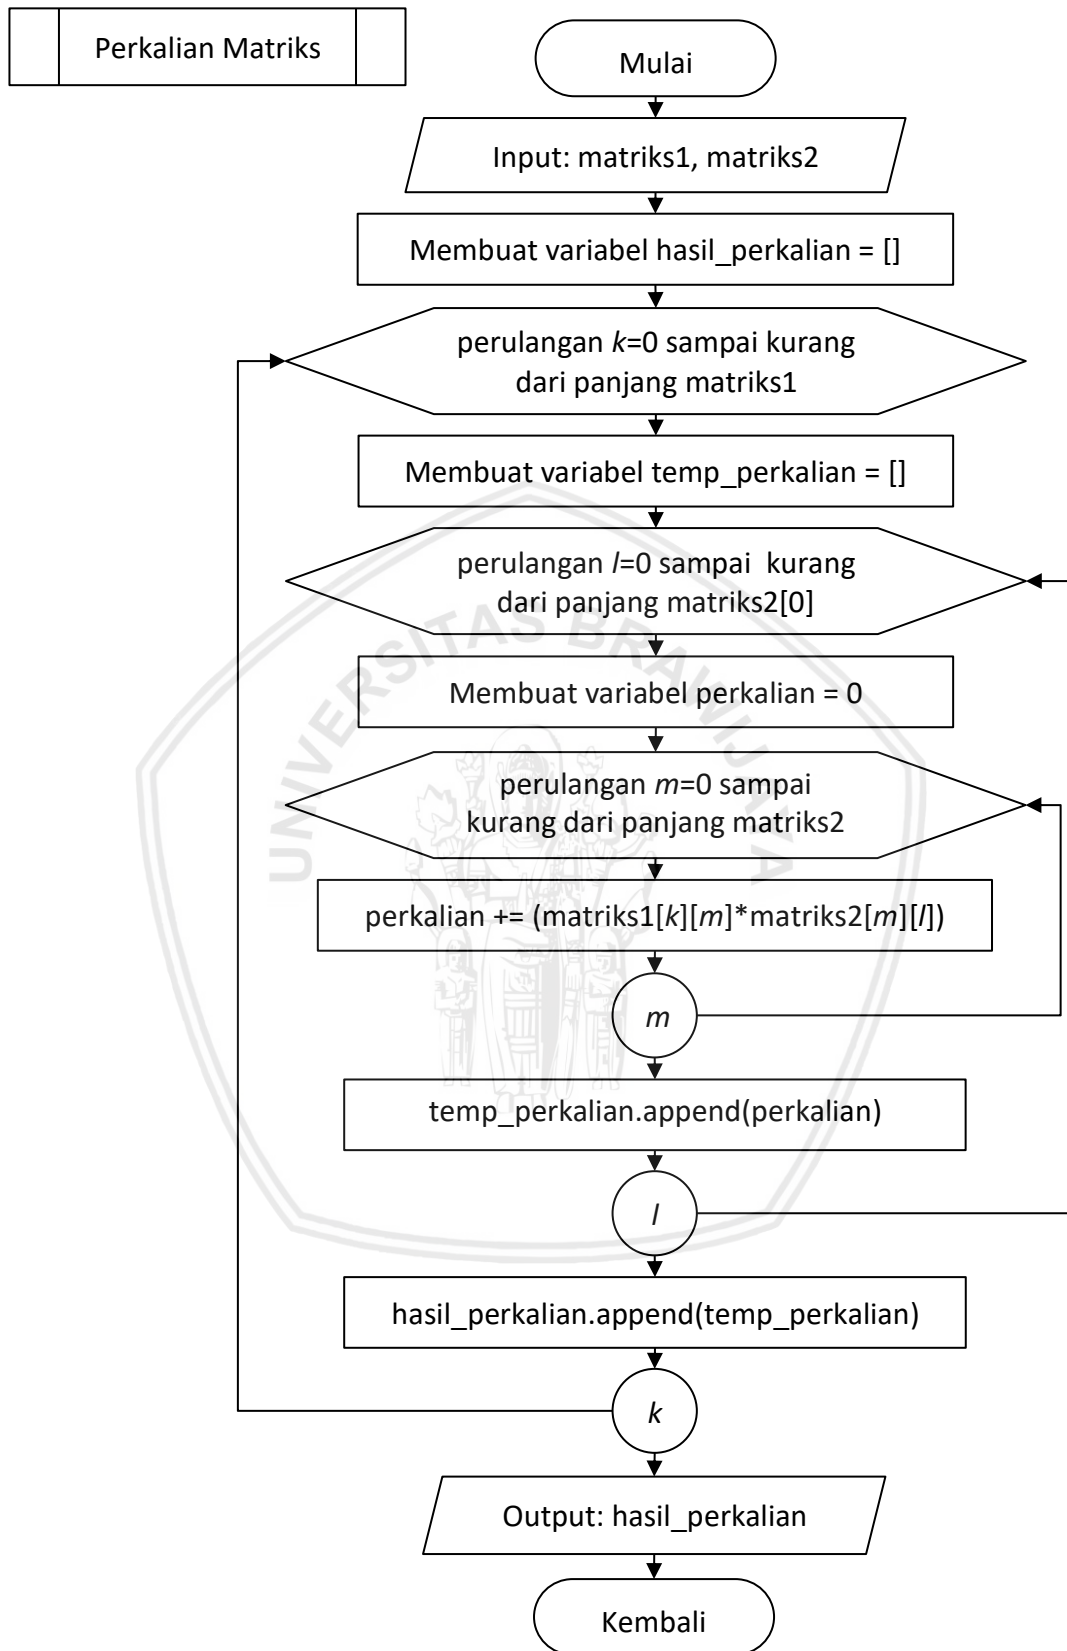 Perkalian Matriks
Mulai
Input: matriks1, matriks2
Membuat variabel hasil_perkalian = []
perulangan k=0 sampai kurang
dari panjang matriks1
Membuat variabel temp_perkalian = []
perulangan l=0 sampai kurang
dari panjang matriks2[0]
UNIVERSITAS BRAWIJAYA
Membuat variabel perkalian = 0
perulangan m=0 sampai
kurang dari panjang matriks2
perkalian += (matriks1[k][m]*matriks2[m][l])
m
temp_perkalian.append(perkalian)
l
hasil_perkalian.append(temp_perkalian)
k
Output: hasil_perkalian
Kembali